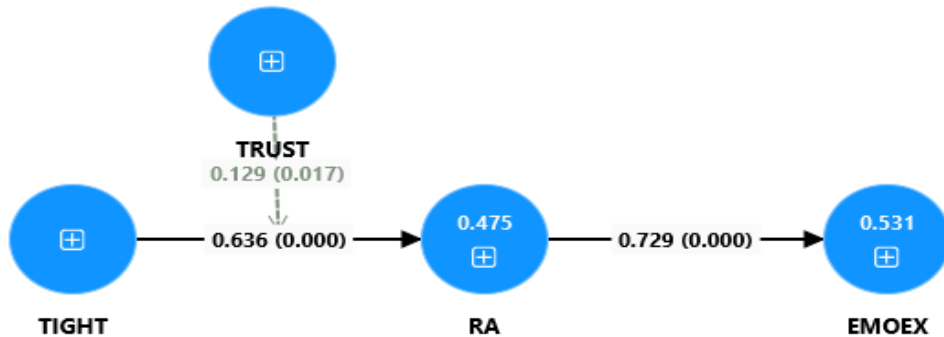 TRUST
0.129 (0.017)
0.636 (0.000)
0.475
0.729 (0.000)
0.531
TIGHT
RA
EMOEX